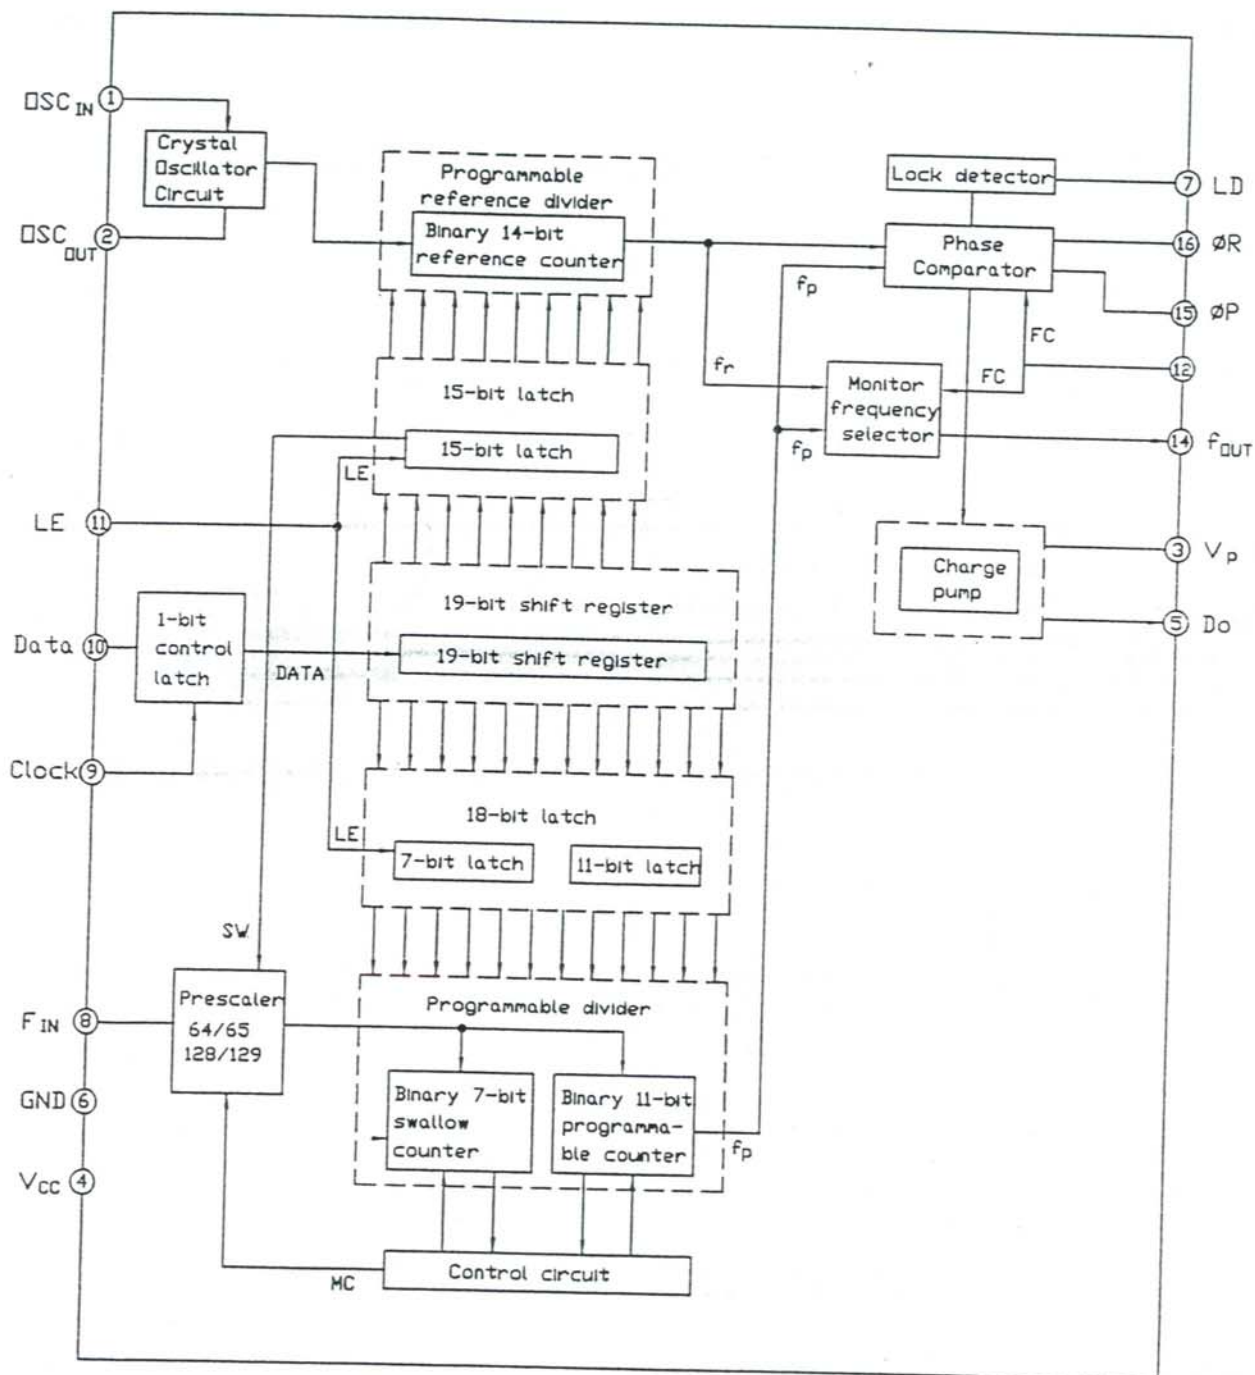 OSC IN
1
Crystal
Oscillator
Circuit
OSC OUT
2
Programmable
reference divider
Binary 14-bit
reference counter
Lock detector
7
LD
Phase
Comparator
16
ØR
15
ØP
fp
FC
FC
12
fr
Monitor
frequency
selector
fp
14
fOUT
15-bit latch
15-bit latch
LE
LE
11
3
Vp
Charge
pump
5
Do
19-bit shift register
19-bit shift register
1-bit
control
latch
Data
10
DATA
Clock
9
18-bit latch
LE
7-bit latch
11-bit latch
SW
Prescaler
64/65
128/129
FIN
8
GND
6
VCC
4
Programmable divider
Binary 7-bit
swallow
counter
Binary 11-bit
programma-
ble counter
fp
Control circuit
MC